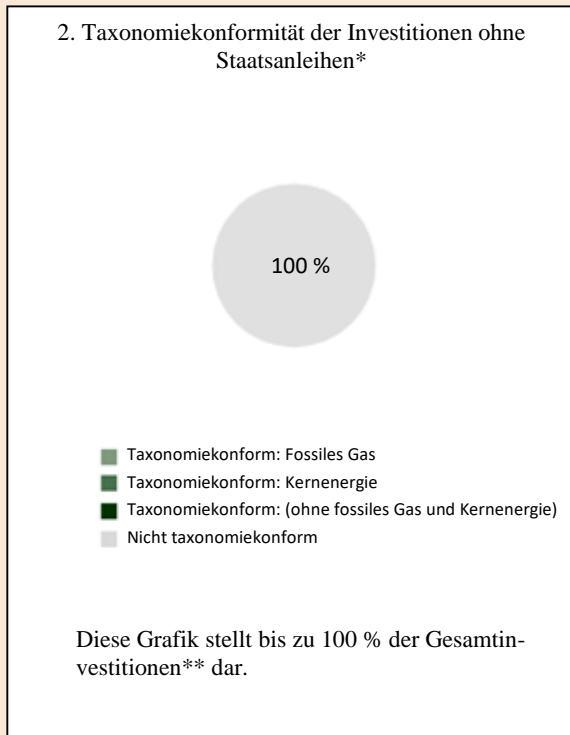 2. Taxonomiekonformität der Investitionen ohne
Staatsanleihen*
100 %
Taxonomiekonform: Fossiles Gas
Taxonomiekonform: Kernenergie
Taxonomiekonform: (ohne fossiles Gas und Kernenergie)
Nicht taxonomiekonform
Diese Grafik stellt bis zu 100 % der Gesamtin-
vestitionen** dar.